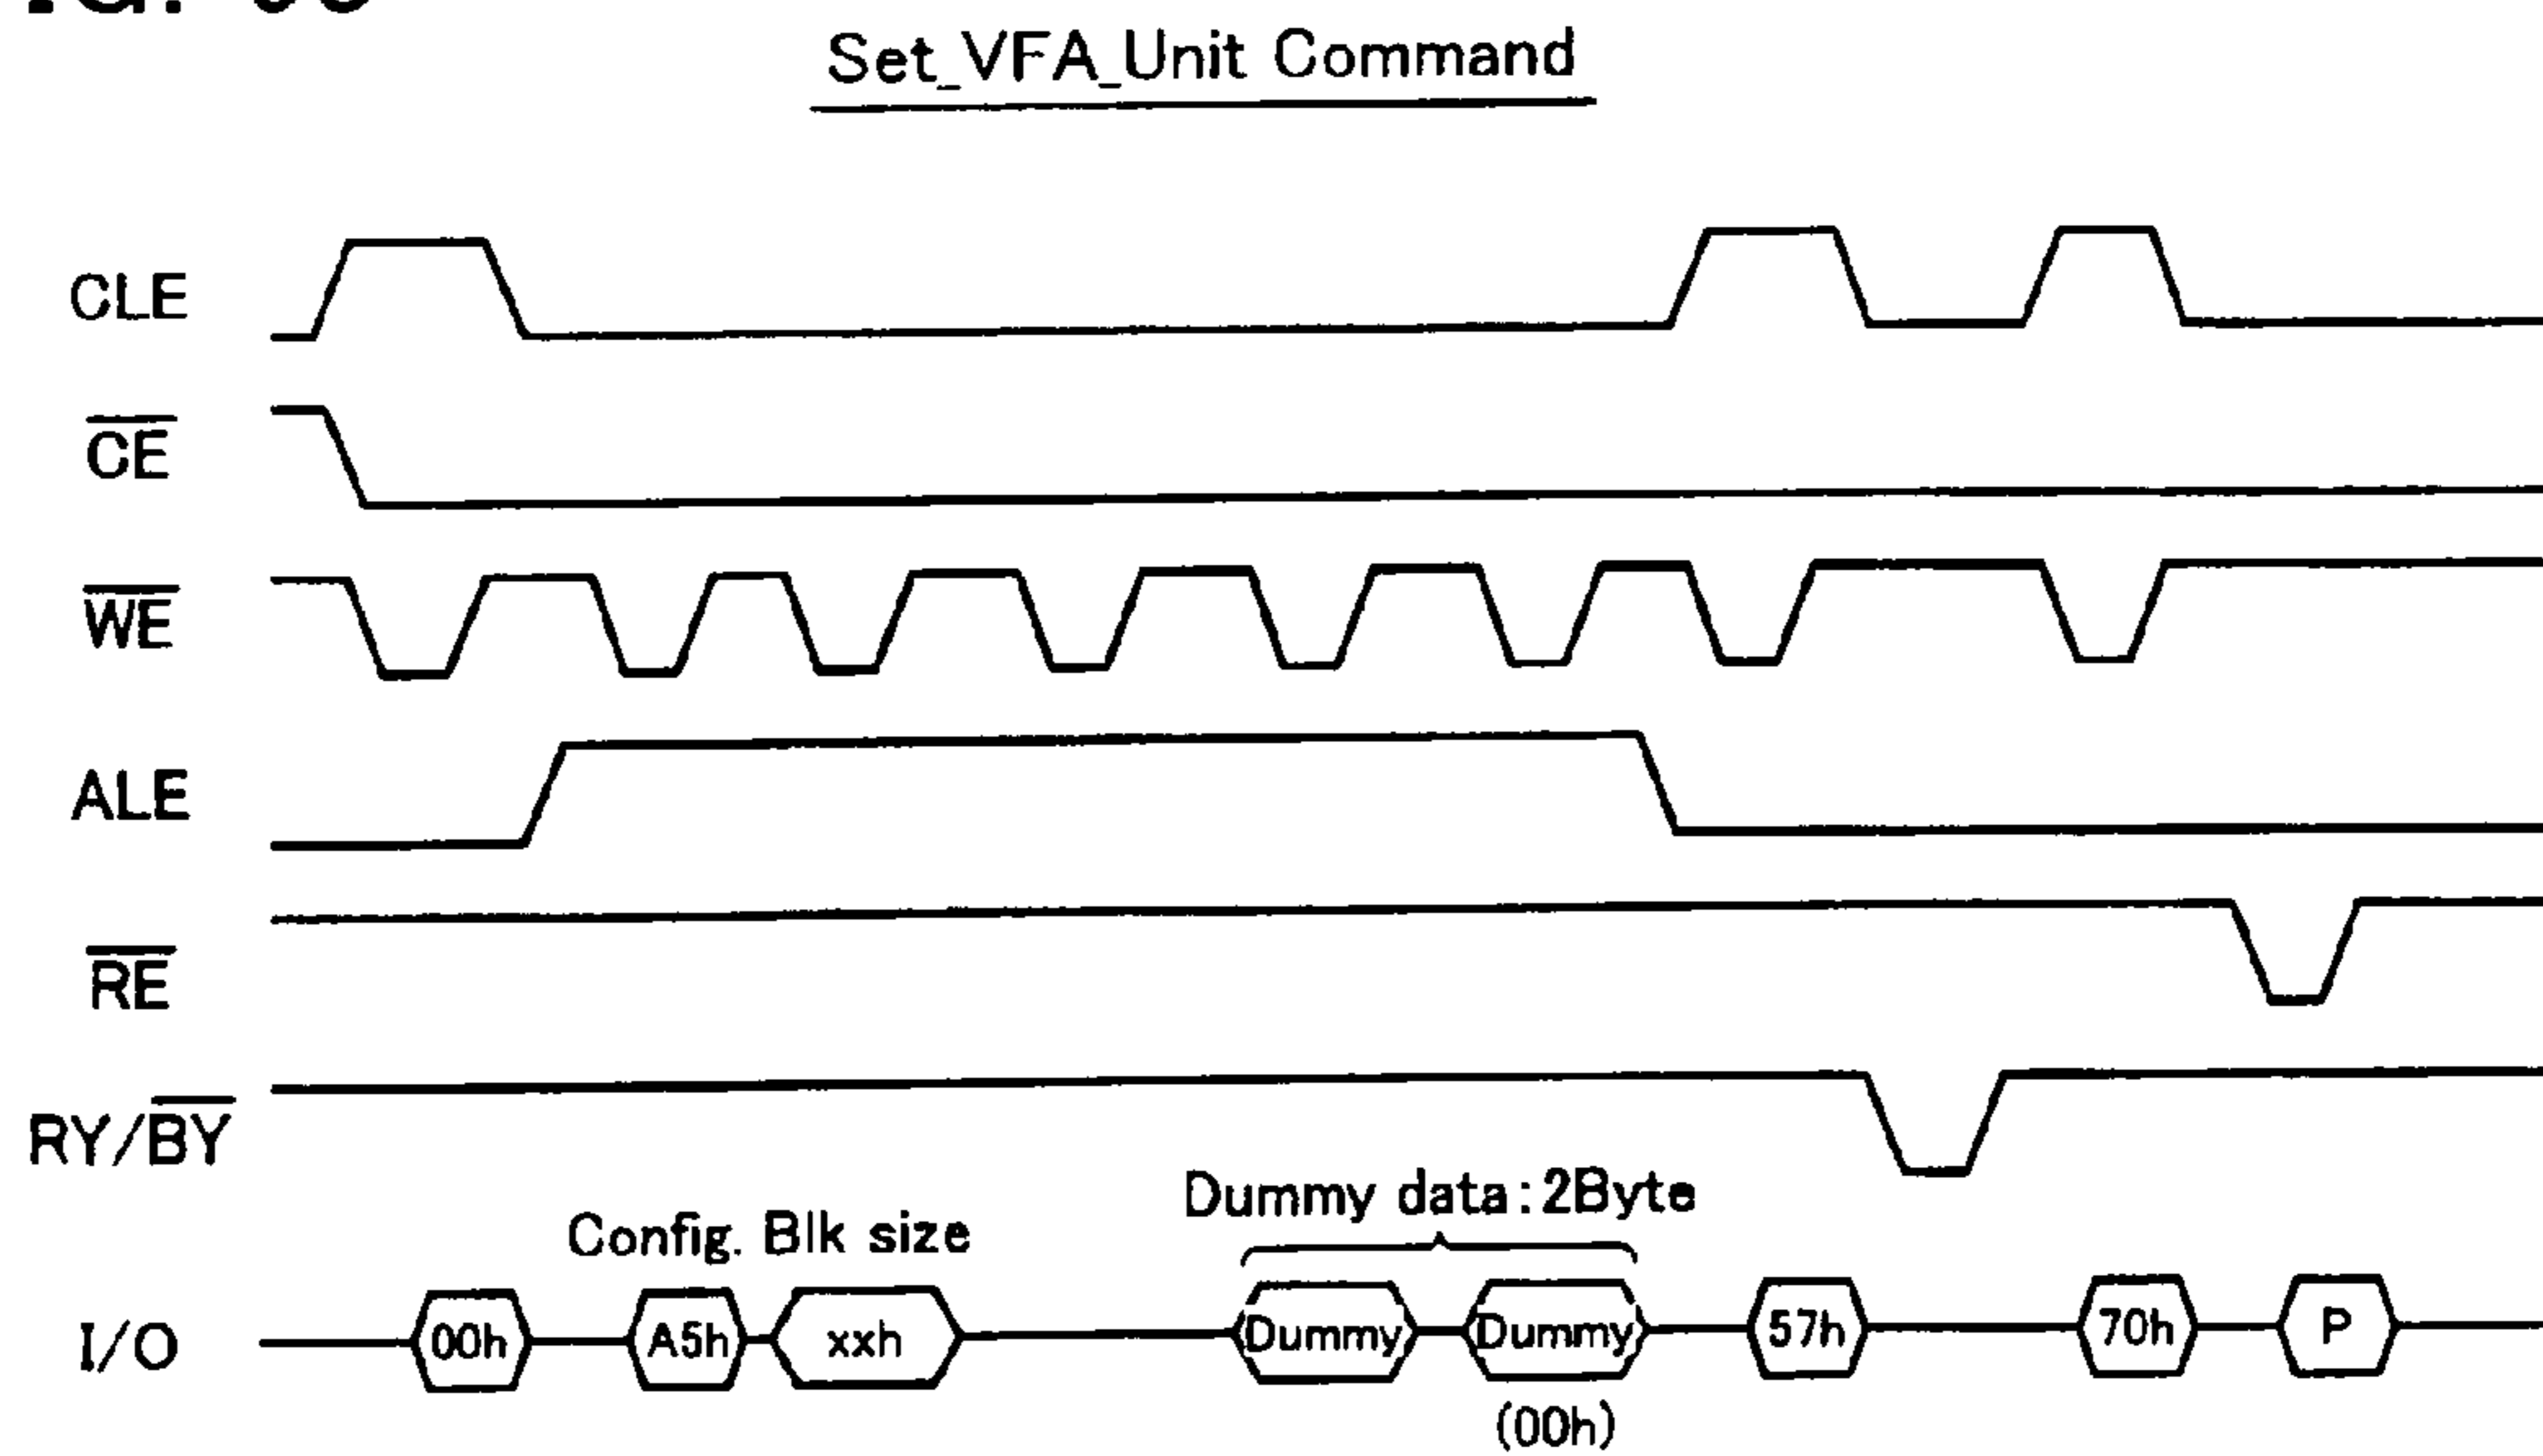 Set_VFA_Unit Command
CLE
CE
WE
ALE
RE
RY/BY
Dummy data:2Byte
Config. Blk size
I/O 00h A5h xxh Dummy Dummy 57h 70h P
(00h)